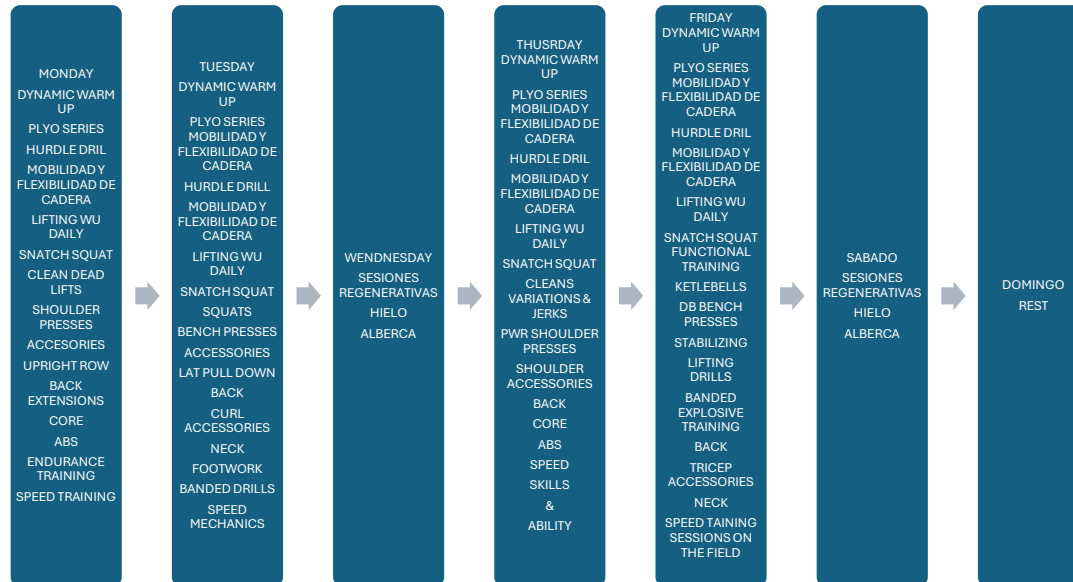 MONDAY
DYNAMIC WARM
UP
PLYO SERIES
HURDLE DRIL
MOBILIDAD Y
FLEXIBILIDAD DE
CADERA
LIFTING WU
DAILY
SNATCH SQUAT
CLEAN DEAD
LIFTS
SHOULDER
PRESSES
ACCESORIES
UPRIGHT ROW
BACK
EXTENSIONS
CORE
ABS
ENDURANCE
TRAINING
SPEED TRAINING
TUESDAY
DYNAMIC WARM
UP
PLYO SERIES
MOBILIDAD Y
FLEXIBILIDAD DE
CADERA
HURDLE DRILL
MOBILIDAD Y
FLEXIBILIDAD DE
CADERA
LIFTING WU
DAILY
SNATCH SQUAT
SQUATS
BENCH PRESSES
ACCESSORIES
LAT PULL DOWN
BACK
CURL
ACCESSORIES
NECK
FOOTWORK
BANDED DRILLS
SPEED
MECHANICS
WENDNESDAY
SESIONES
REGENERATIVAS
HIELO
ALBERCA
THUSRDAY
DYNAMIC WARM
UP
PLYO SERIES
MOBILIDAD Y
FLEXIBILIDAD DE
CADERA
HURDLE DRIL
MOBILIDAD Y
FLEXIBILIDAD DE
CADERA
LIFTING WU
DAILY
SNATCH SQUAT
CLEANS
VARIATIONS &
JERKS
PWR SHOULDER
PRESSES
SHOULDER
ACCESSORIES
BACK
CORE
ABS
SPEED
SKILLS
&
ABILITY
FRIDAY
DYNAMIC WARM
UP
PLYO SERIES
MOBILIDAD Y
FLEXIBILIDAD DE
CADERA
HURDLE DRIL
MOBILIDAD Y
FLEXIBILIDAD DE
CADERA
LIFTING WU
DAILY
SNATCH SQUAT
FUNCTIONAL
TRAINING
KETLEBELLS
DB BENCH
PRESSES
STABILIZING
LIFTING
DRILLS
BANDED
EXPLOSIVE
TRAINING
BACK
TRICEP
ACCESSORIES
NECK
SPEED TAINING
SESSIONS ON
THE FIELD
SABADO
SESIONES
REGENERATIVAS
HIELO
ALBERCA
DOMINGO
REST